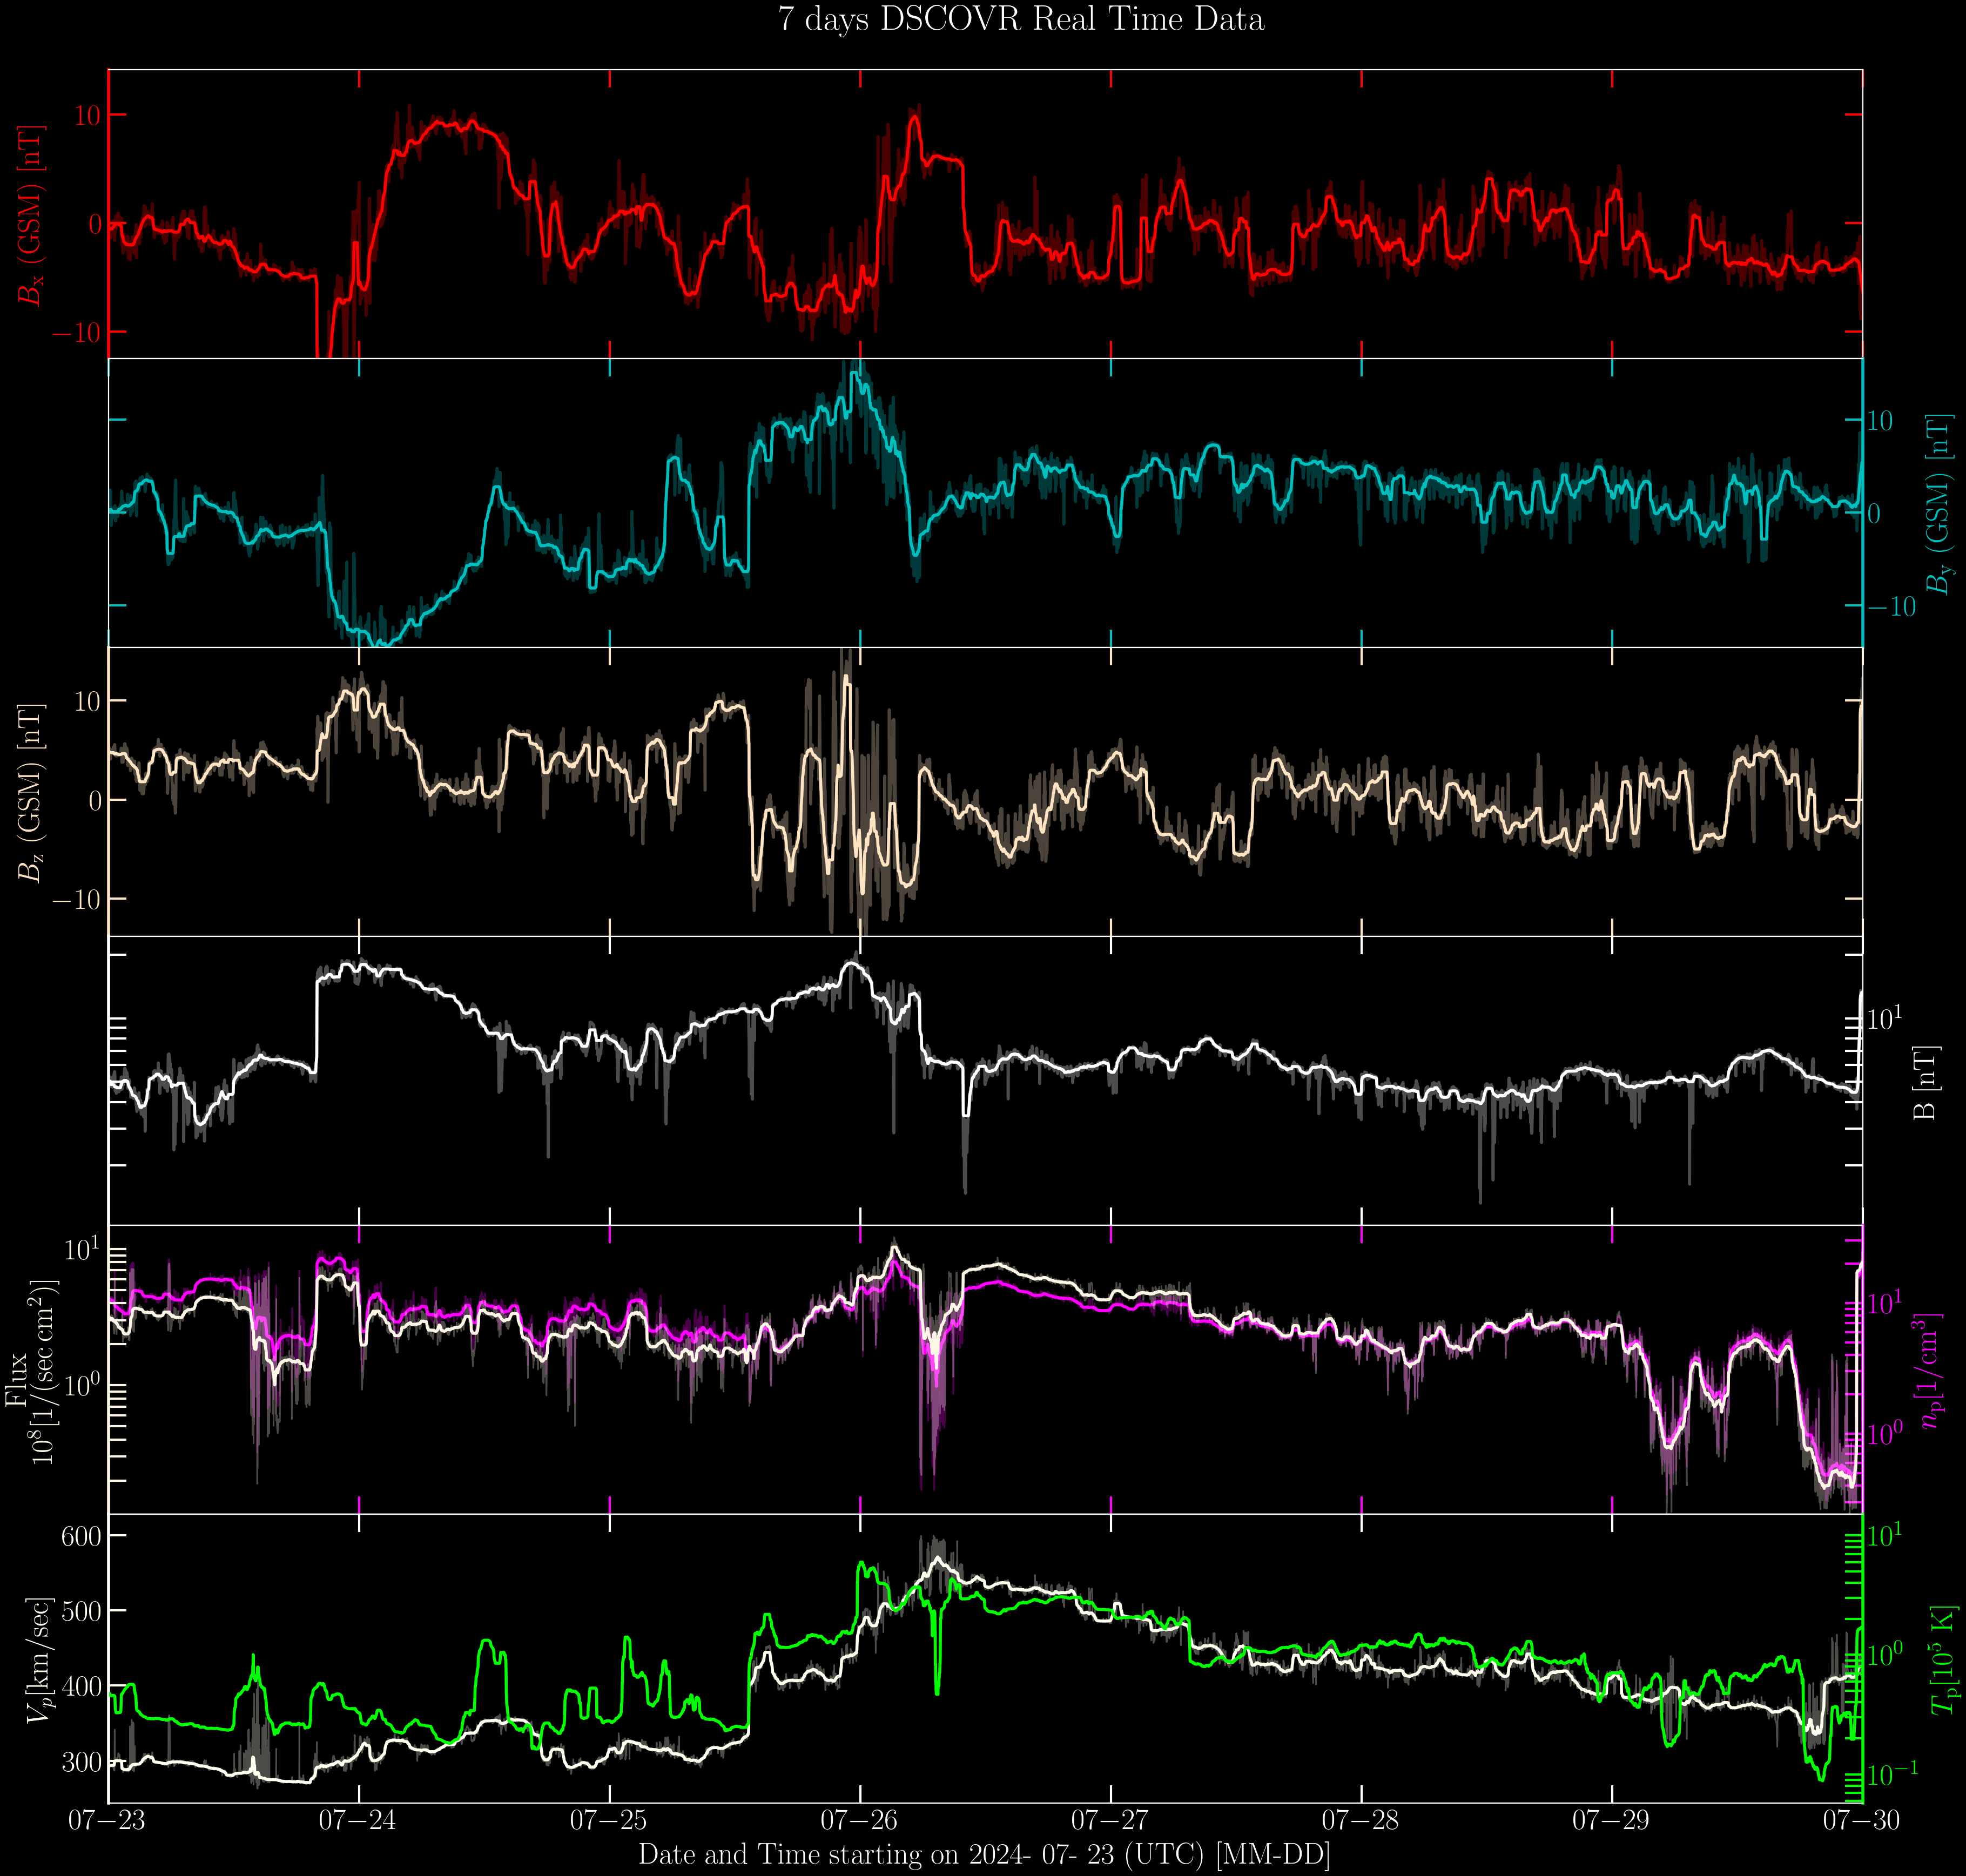 7 days DSCOVR Real Time Data
10
0
−10
Bx (GSM) [nT]
10
0
−10
By (GSM) [nT]
10
0
−10
Bz (GSM) [nT]
10¹
B [nT]
10¹
10⁰
Flux
10⁸[1/(sec cm²)]
10¹
10⁰
np[1/cm³]
600
500
400
300
Vp[km/sec]
10¹
10⁰
10⁻¹
Tp[10⁵ K]
07−23 07−24 07−25 07−26 07−27 07−28 07−29 07−30
Date and Time starting on 2024- 07- 23 (UTC) [MM-DD]